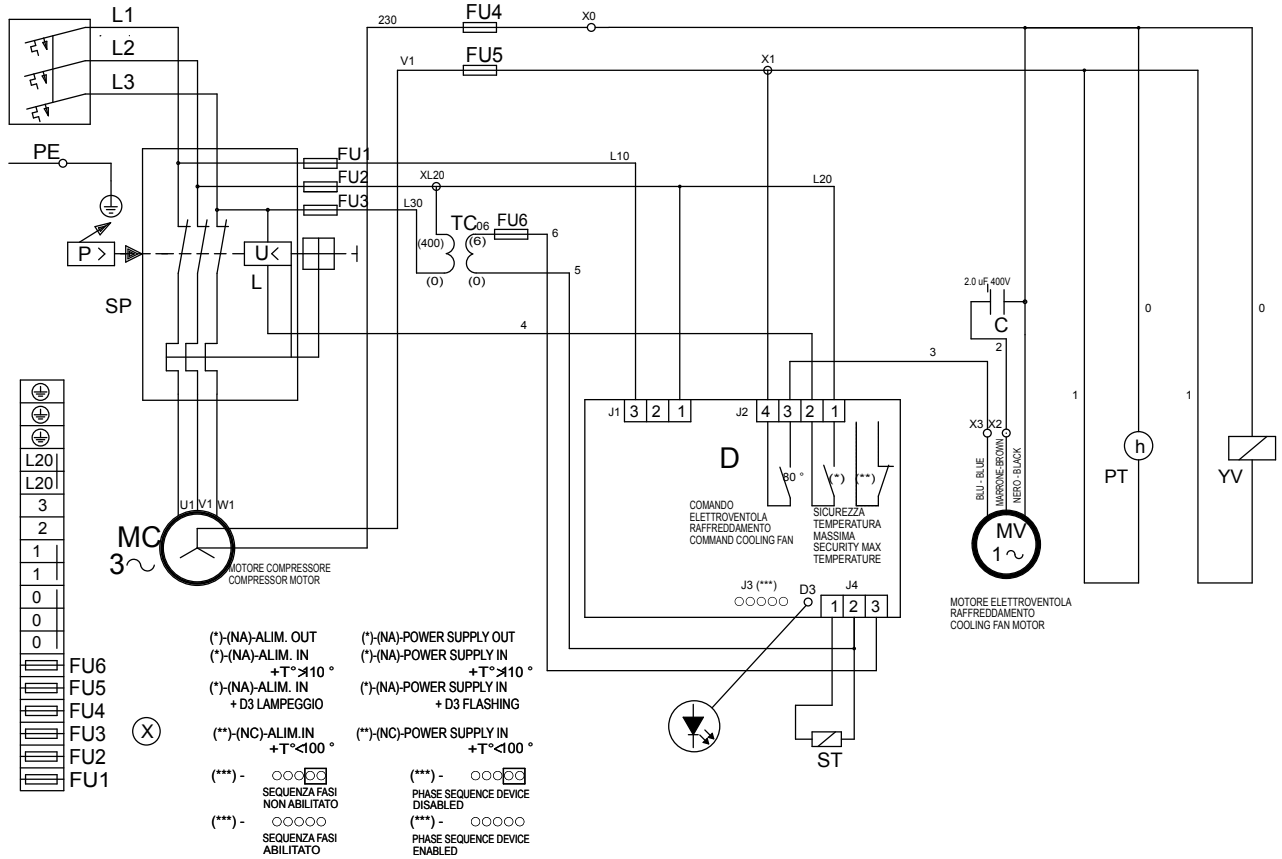 L1
L2
L3
PE
230
FU4
X0
V1
FU5
X1
FU1
L10
FU2
XL20
L20
FU3
L30
TC 06
FU6
(400)
(6)
6
5
(0)
(0)
P >
U<
L
SP
4
2.0 uF, 400V
C
2
3
0
0
1
1
J1 3 2 1
J2 4 3 2 1
X3
X2
BLU - BLUE
MARRONE-BROWN
NERO - BLACK
h
PT
YV
D
80 °
(*)
(**)
COMANDO
ELETTROVENTOLA
RAFFREDDAMENTO
COMMAND COOLING FAN
SICUREZZA
TEMPERATURA
MASSIMA
SECURITY MAX
TEMPERATURE
J3 (***)
D3
J4
1 2 3
MV
1~
MOTORE ELETTROVENTOLA
RAFFREDDAMENTO
COOLING FAN MOTOR
U1 V1 W1
MC
3~
MOTORE COMPRESSORE
COMPRESSOR MOTOR
ST
L20
L20
3
2
1
1
0
0
0
FU6
FU5
FU4
FU3
FU2
FU1
X
(*)-(NA)-ALIM. OUT
(*)-(NA)-ALIM. IN
+T°>110 °
(*)-(NA)-ALIM. IN
+ D3 LAMPEGGIO
(**)-(NC)-ALIM.IN
+T°<100 °
(***) -
SEQUENZA FASI
NON ABILITATO
(***) -
SEQUENZA FASI
ABILITATO
(*)-(NA)-POWER SUPPLY OUT
(*)-(NA)-POWER SUPPLY IN
+T°>110 °
(*)-(NA)-POWER SUPPLY IN
+ D3 FLASHING
(**)-(NC)-POWER SUPPLY IN
+T°<100 °
(***) -
PHASE SEQUENCE DEVICE
DISABLED
(***) -
PHASE SEQUENCE DEVICE
ENABLED